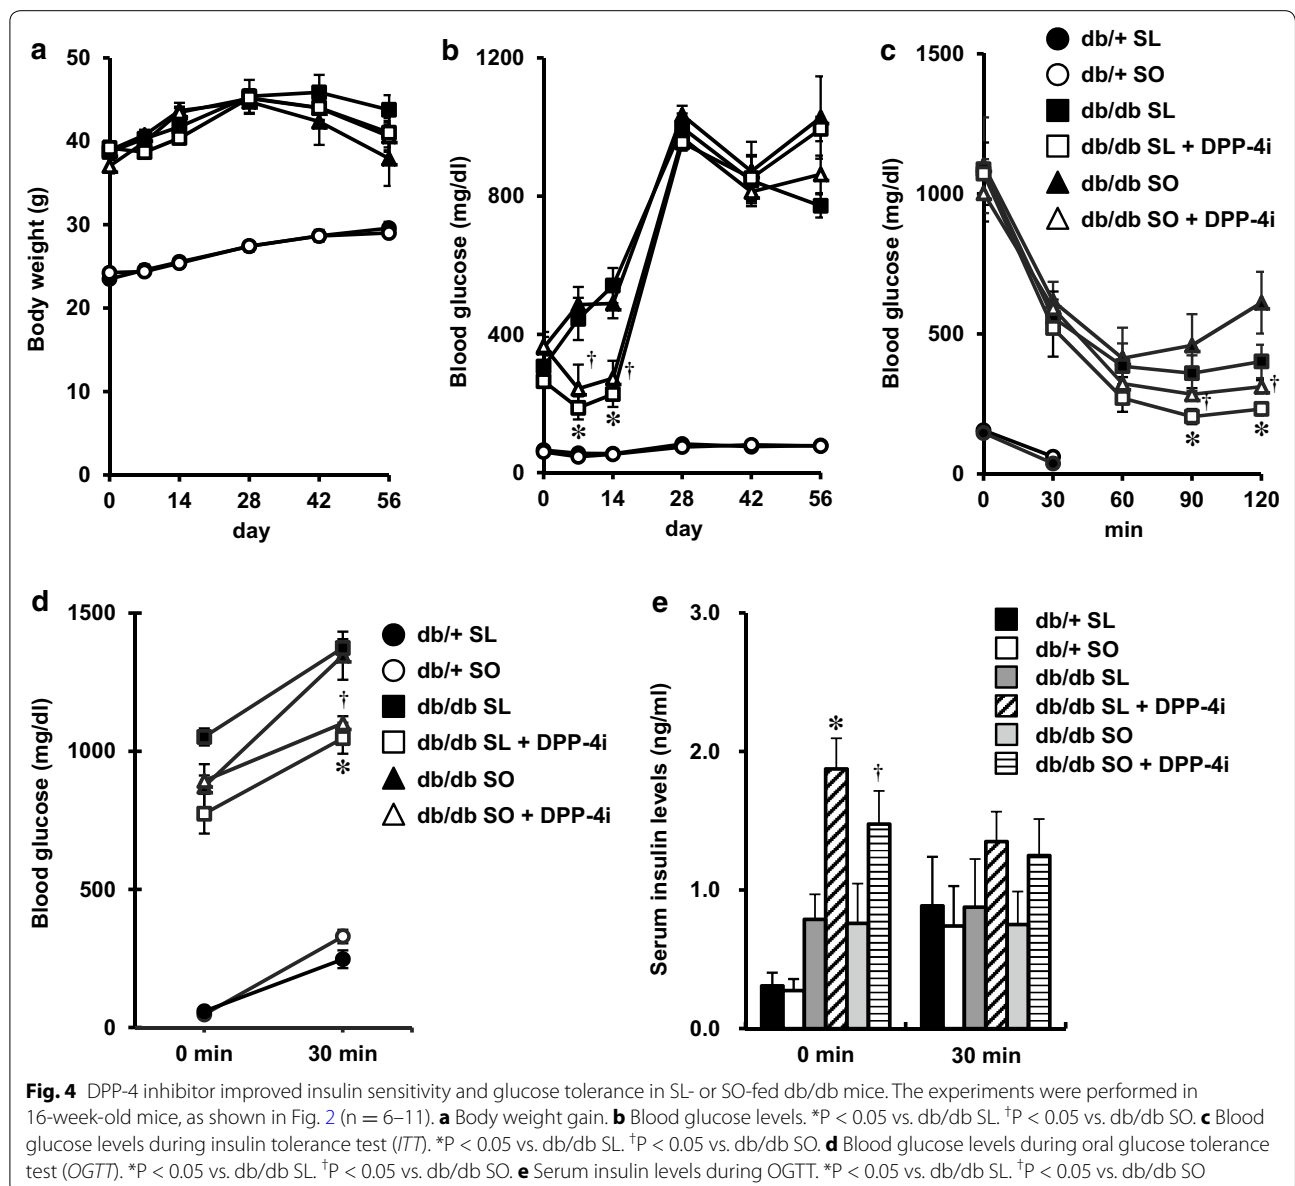 a
50
40
30
20
10
0
Body weight (g)
0 14 28 42 56
day
b
1200
800
400
0
Blood glucose (mg/dl)
†
†
*
*
0 14 28 42 56
day
c
1500
1000
500
0
Blood glucose (mg/dl)
db/+ SL
db/+ SO
db/db SL
db/db SL + DPP-4i
db/db SO
db/db SO + DPP-4i
†
†
*
*
0 30 60 90 120
min
d
1500
1000
500
0
Blood glucose (mg/dl)
†
*
db/+ SL
db/+ SO
db/db SL
db/db SL + DPP-4i
db/db SO
db/db SO + DPP-4i
0 min 30 min
e
3.0
2.0
1.0
0.0
Serum insulin levels (ng/ml)
*
†
db/+ SL
db/+ SO
db/db SL
db/db SL + DPP-4i
db/db SO
db/db SO + DPP-4i
0 min 30 min
Fig. 4 DPP-4 inhibitor improved insulin sensitivity and glucose tolerance in SL- or SO-fed db/db mice. The experiments were performed in
16-week-old mice, as shown in Fig. 2 (n = 6–11). a Body weight gain. b Blood glucose levels. *P < 0.05 vs. db/db SL. †P < 0.05 vs. db/db SO. c Blood
glucose levels during insulin tolerance test (ITT). *P < 0.05 vs. db/db SL. †P < 0.05 vs. db/db SO. d Blood glucose levels during oral glucose tolerance
test (OGTT). *P < 0.05 vs. db/db SL. †P < 0.05 vs. db/db SO. e Serum insulin levels during OGTT. *P < 0.05 vs. db/db SL. †P < 0.05 vs. db/db SO